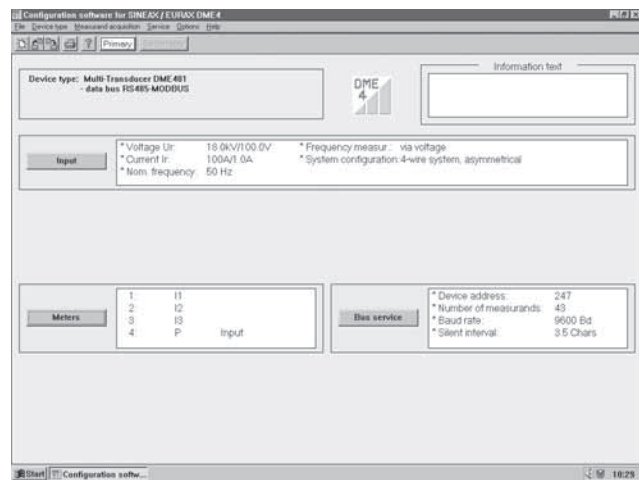 Configuration software for SINEAX / EURAX DME4
File Device type Measurand acquisition Service Options Help
? Primary
Device type: Multi-Transducer DME401
- data bus RS485-MODBUS
DME
4
Information text
Input
* Voltage Ur: 18.0kV/100.0V * Frequency measur.: via voltage
* Current Ir: 100A/1.0A * System configuration: 4-wire system, asymmetrical
* Nom. frequency: 50 Hz
Meters
1: I1
2: I2
3: I3
4: P Input
Bus service
* Device address: 247
* Number of measurands: 43
* Baud rate: 9600 Bd
* Silent interval: 3.5 Chars
Start Configuration softw... 10:29